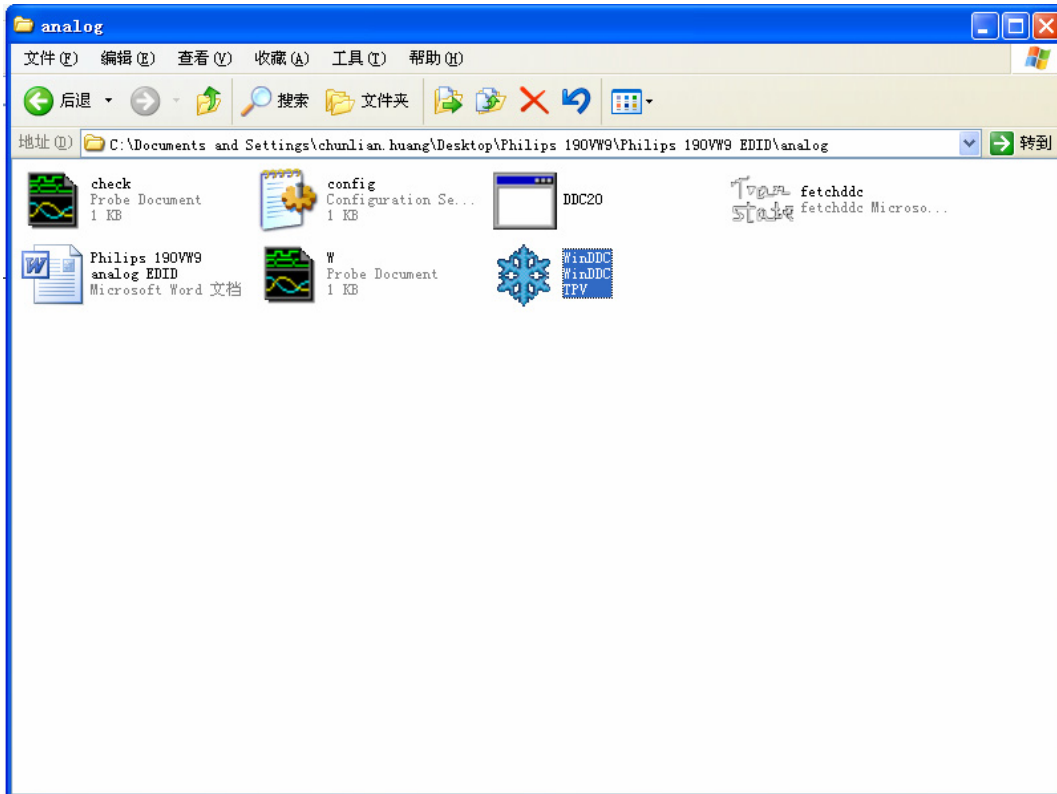 analog
文件(F) 编辑(E) 查看(V) 收藏(A) 工具(T) 帮助(H)
后退 搜索 文件夹
地址(D) C:\Documents and Settings\chunlian.huang\Desktop\Philips 190VW9\Philips 190VW9 EDID\analog 转到
check
Probe Document
1 KB
config
Configuration Se...
1 KB
DDC20
fetchddc
fetchddc Microso...
Philips 190VW9
analog EDID
Microsoft Word 文档
W
Probe Document
1 KB
WinDDC
WinDDC
TPV